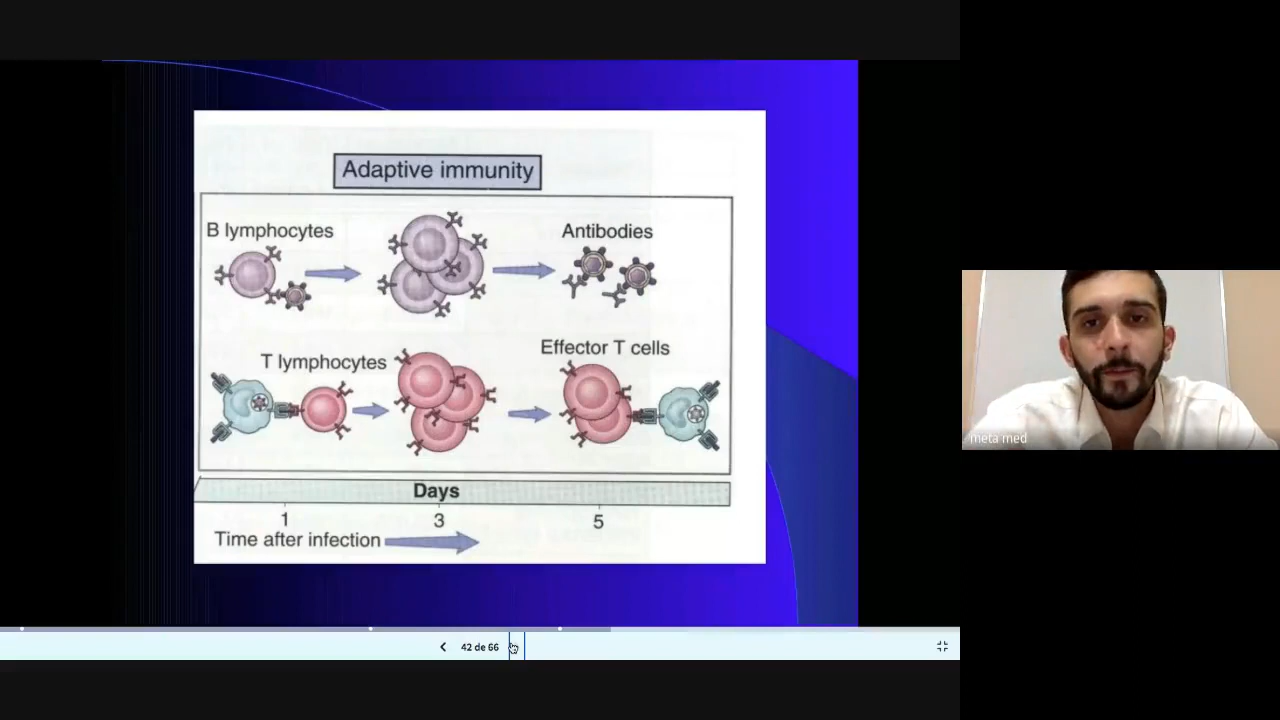 Adaptive immunity
B lymphocytes
Antibodies
T lymphocytes
Effector T cells
Days
1
3
5
Time after infection
42 de 66
meta med